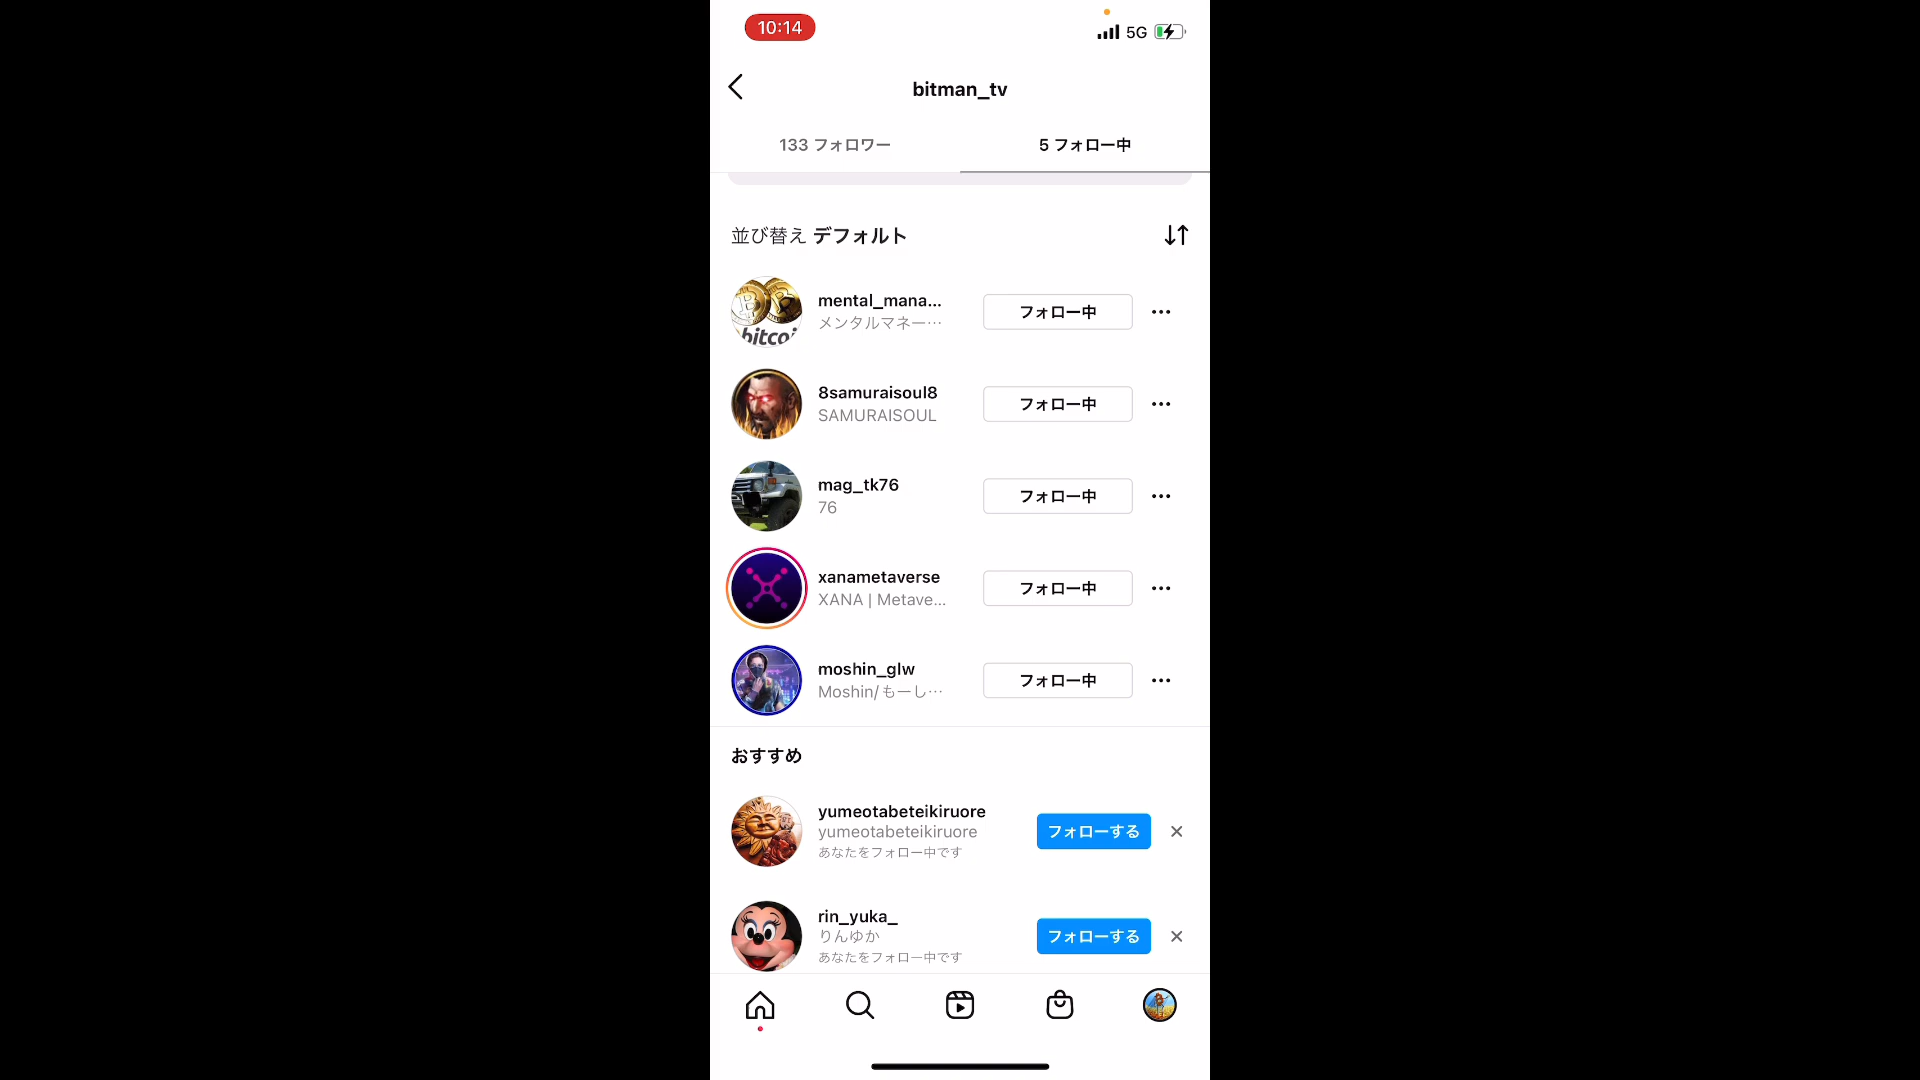 10:14
5G
bitman_tv
133 フォロワー
5 フォロー中
並び替え デフォルト
bitcoi
mental_mana...
メンタルマネー…
フォロー中
8samuraisoul8
SAMURAISOUL
フォロー中
mag_tk76
76
フォロー中
xanametaverse
XANA | Metave...
フォロー中
moshin_glw
Moshin/もーし…
フォロー中
おすすめ
yumeotabeteikiruore
yumeotabeteikiruore
あなたをフォロー中です
フォローする
rin_yuka_
りんゆか
あなたをフォロー中です
フォローする